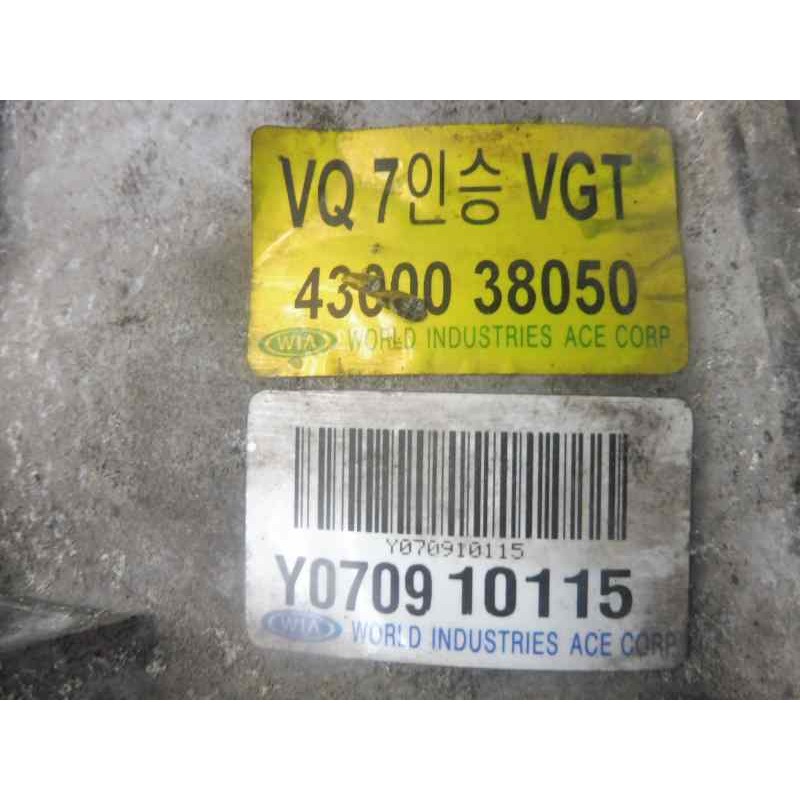 VQ 7인승 VGT
43000 38050
WIA WORLD INDUSTRIES ACE CORP
Y070910115
Y0709 10115
WIA WORLD INDUSTRIES ACE CORP